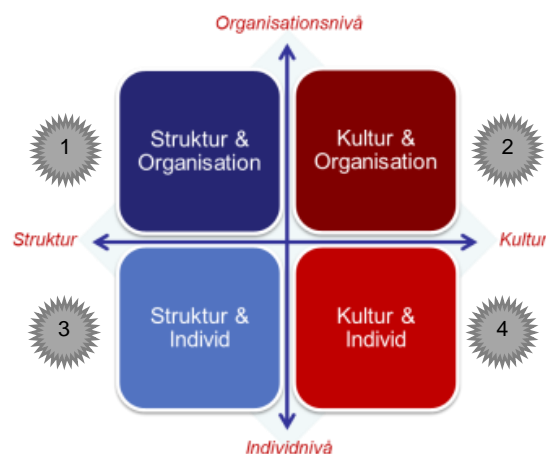 Organisationsnivå
1
Struktur &
Organisation
Kultur &
Organisation
2
Struktur
Kultur
3
Struktur &
Individ
Kultur &
Individ
4
Individnivå